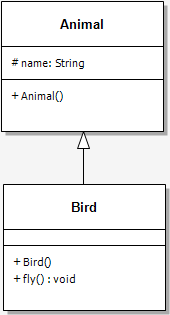 Animal
# name: String
+ Animal()
Bird
+ Bird()
+ fly() : void